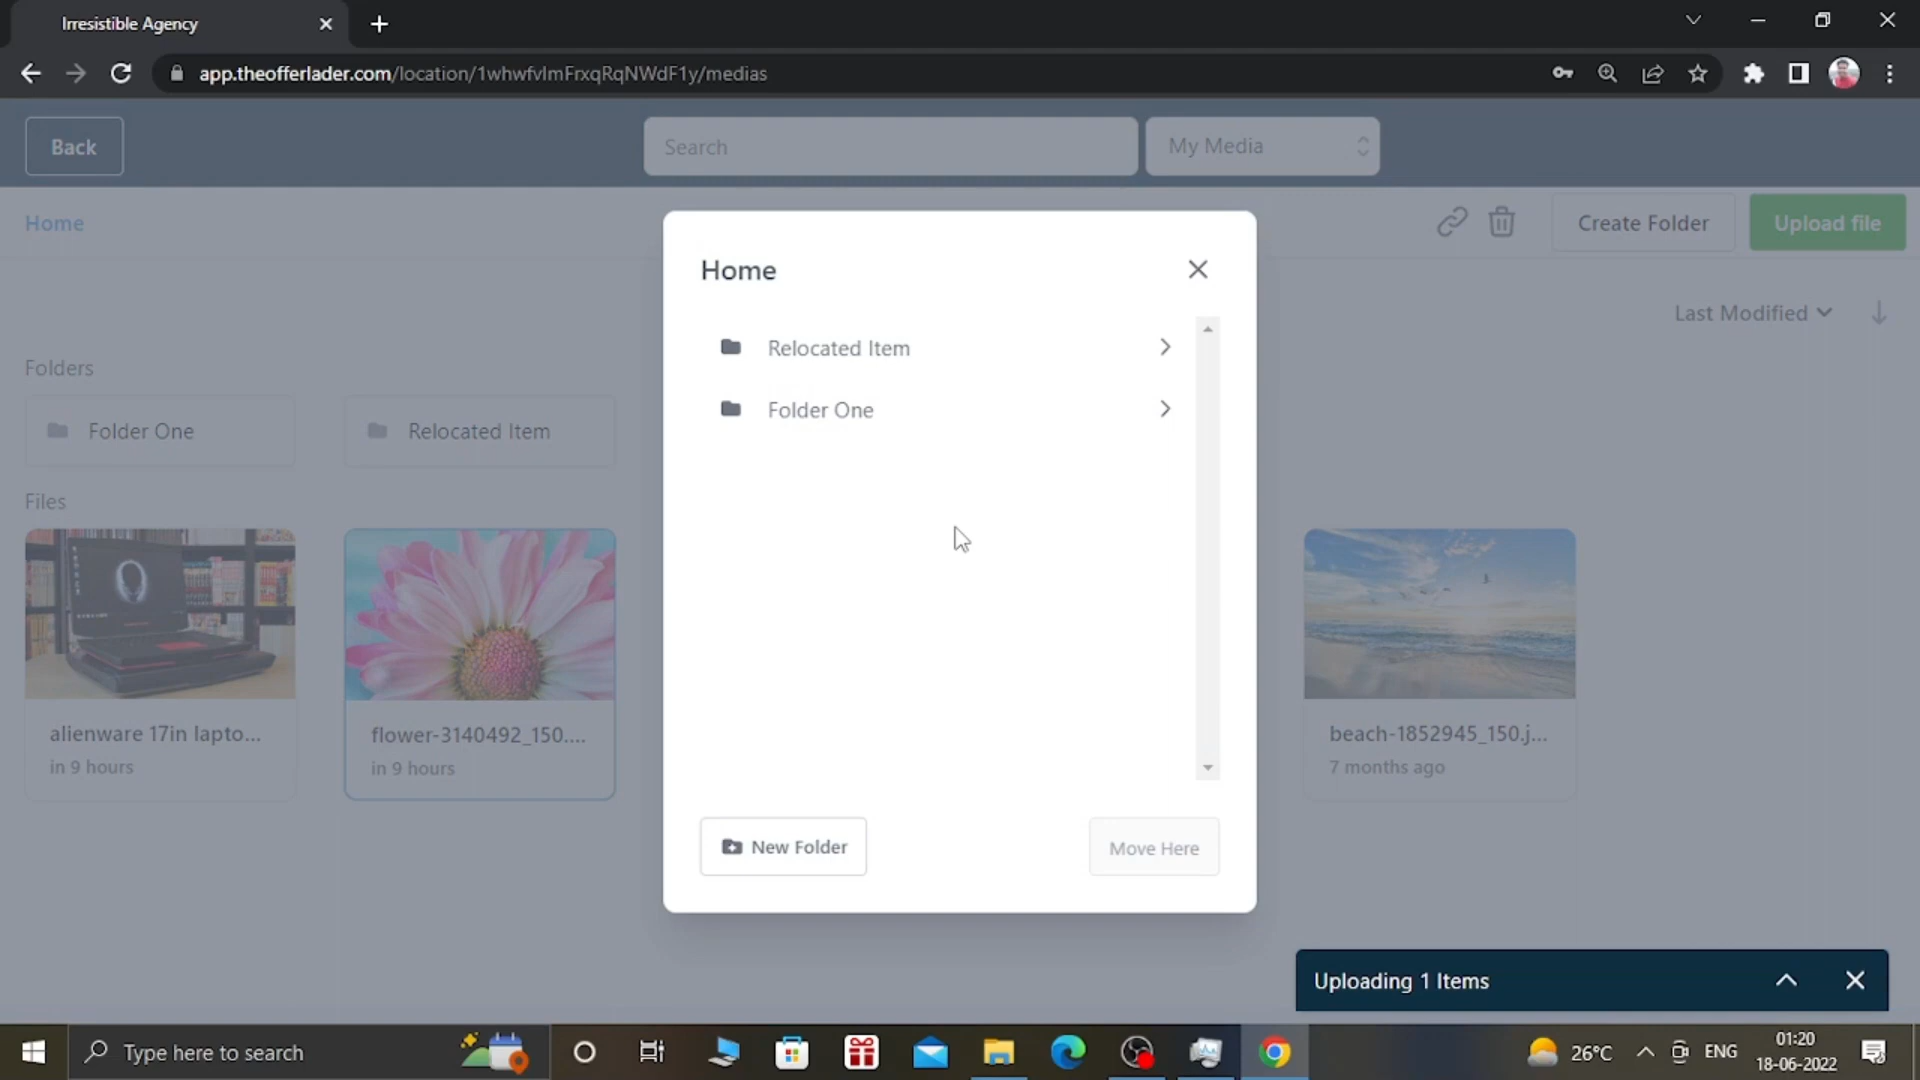 Irresistible Agency
app.theofferlader.com/location/1whwfvlmFrxqRqNWdF1y/medias
Back
Search
My Media
Home
Create Folder
Upload file
Last Modified
Folders
Folder One
Relocated Item
Files
alienware 17in lapto...
in 9 hours
flower-3140492_150....
in 9 hours
beach-1852945_150.j...
7 months ago
Home
Relocated Item
Folder One
New Folder
Move Here
Uploading 1 Items
Type here to search
26°C
ENG
01:20
18-06-2022